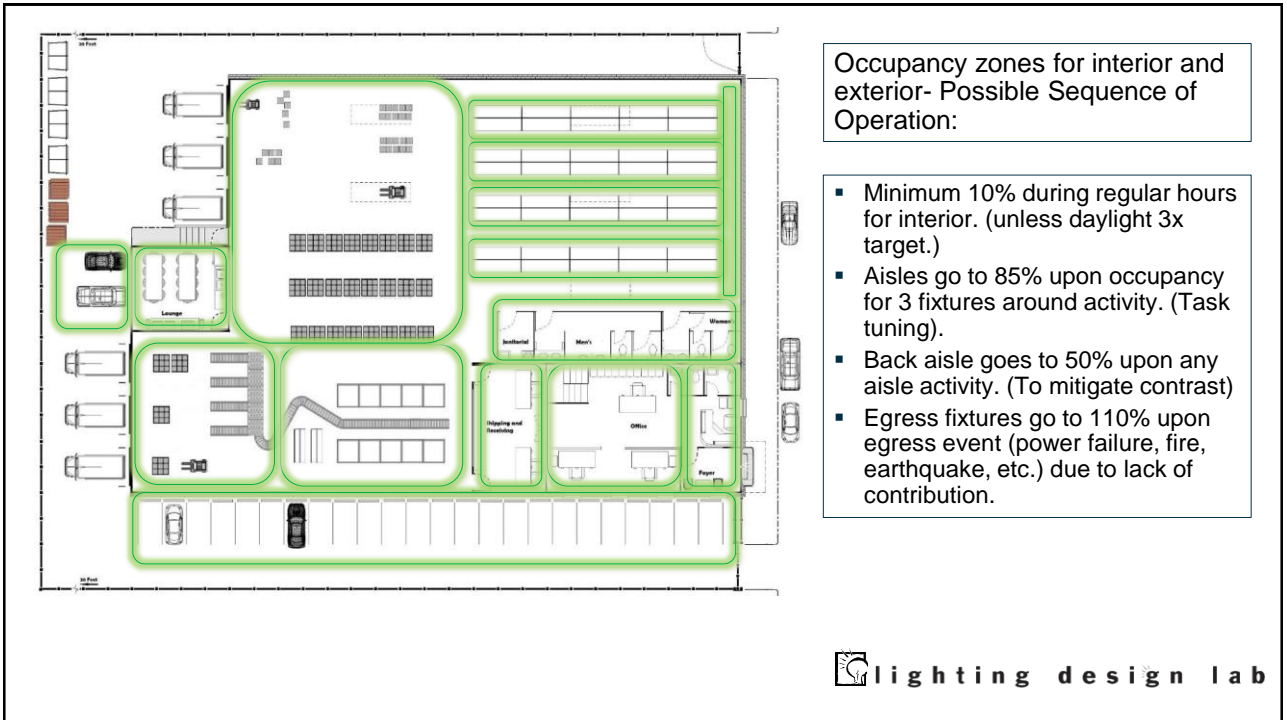 20 Feet
Occupancy zones for interior and
exterior- Possible Sequence of
Operation:
▪ Minimum 10% during regular hours
for interior. (unless daylight 3x
target.)
▪ Aisles go to 85% upon occupancy
for 3 fixtures around activity. (Task
tuning).
▪ Back aisle goes to 50% upon any
aisle activity. (To mitigate contrast)
▪ Egress fixtures go to 110% upon
egress event (power failure, fire,
earthquake, etc.) due to lack of
contribution.
Lounge
Janitorial
Men's
Women's
Shipping and
Receiving
Office
Foyer
20 Feet
lighting design lab